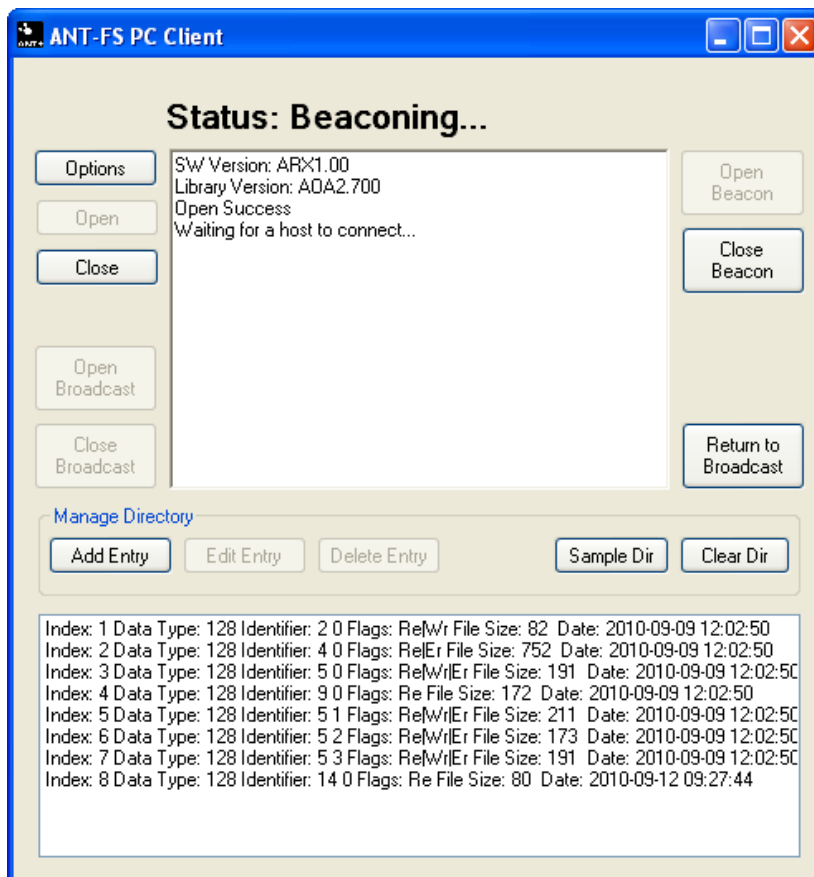 ANT+
ANT-FS PC Client
Status: Beaconing...
Options
Open
Close
Open
Broadcast
Close
Broadcast
SW Version: ARX1.00
Library Version: AOA2.700
Open Success
Waiting for a host to connect...
Open
Beacon
Close
Beacon
Return to
Broadcast
Manage Directory
Add Entry
Edit Entry
Delete Entry
Sample Dir
Clear Dir
Index: 1 Data Type: 128 Identifier: 2 0 Flags: Re|Wr File Size: 82  Date: 2010-09-09 12:02:50
Index: 2 Data Type: 128 Identifier: 4 0 Flags: Re|Er File Size: 752  Date: 2010-09-09 12:02:50
Index: 3 Data Type: 128 Identifier: 5 0 Flags: Re|Wr|Er File Size: 191  Date: 2010-09-09 12:02:50
Index: 4 Data Type: 128 Identifier: 9 0 Flags: Re File Size: 172  Date: 2010-09-09 12:02:50
Index: 5 Data Type: 128 Identifier: 5 1 Flags: Re|Wr|Er File Size: 211  Date: 2010-09-09 12:02:50
Index: 6 Data Type: 128 Identifier: 5 2 Flags: Re|Wr|Er File Size: 173  Date: 2010-09-09 12:02:50
Index: 7 Data Type: 128 Identifier: 5 3 Flags: Re|Wr|Er File Size: 191  Date: 2010-09-09 12:02:50
Index: 8 Data Type: 128 Identifier: 14 0 Flags: Re File Size: 80  Date: 2010-09-12 09:27:44